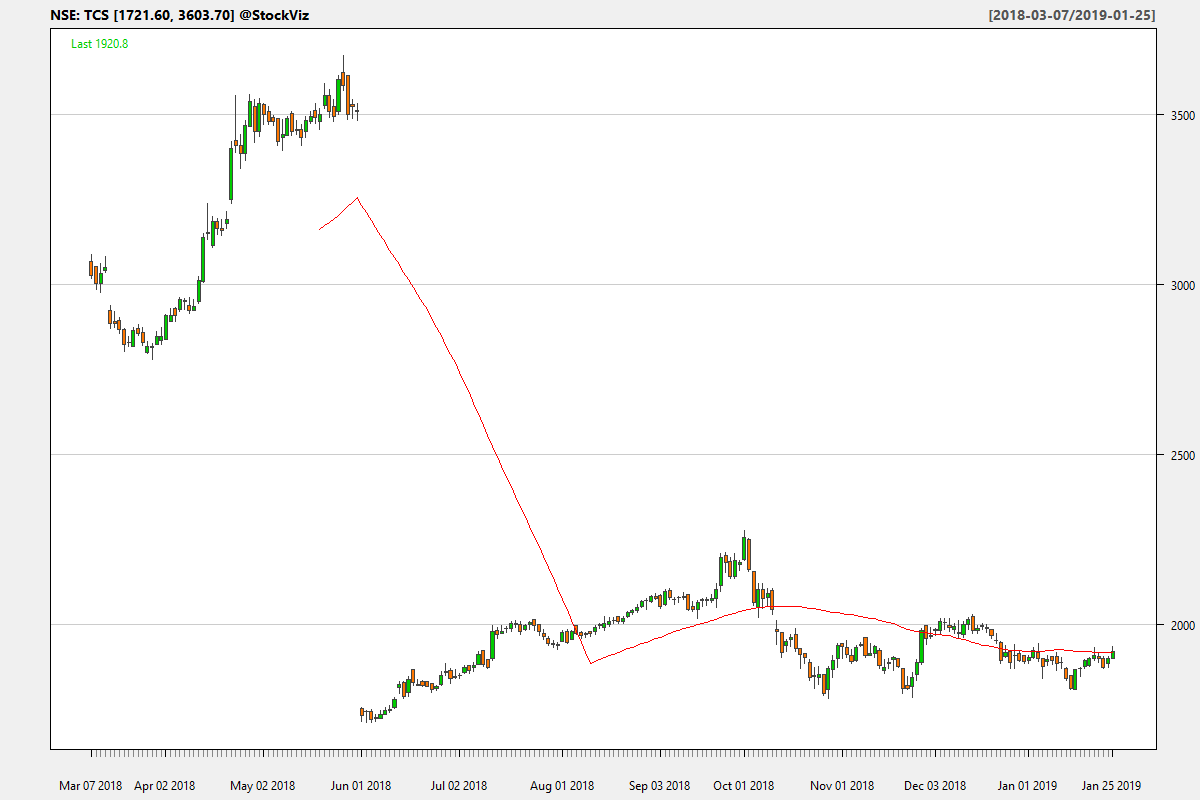 NSE: TCS [1721.60, 3603.70] @StockViz [2018-03-07/2019-01-25]
Last 1920.8
3500
3000
2500
2000
Mar 07 2018 Apr 02 2018 May 02 2018 Jun 01 2018 Jul 02 2018 Aug 01 2018 Sep 03 2018 Oct 01 2018 Nov 01 2018 Dec 03 2018 Jan 01 2019 Jan 25 2019